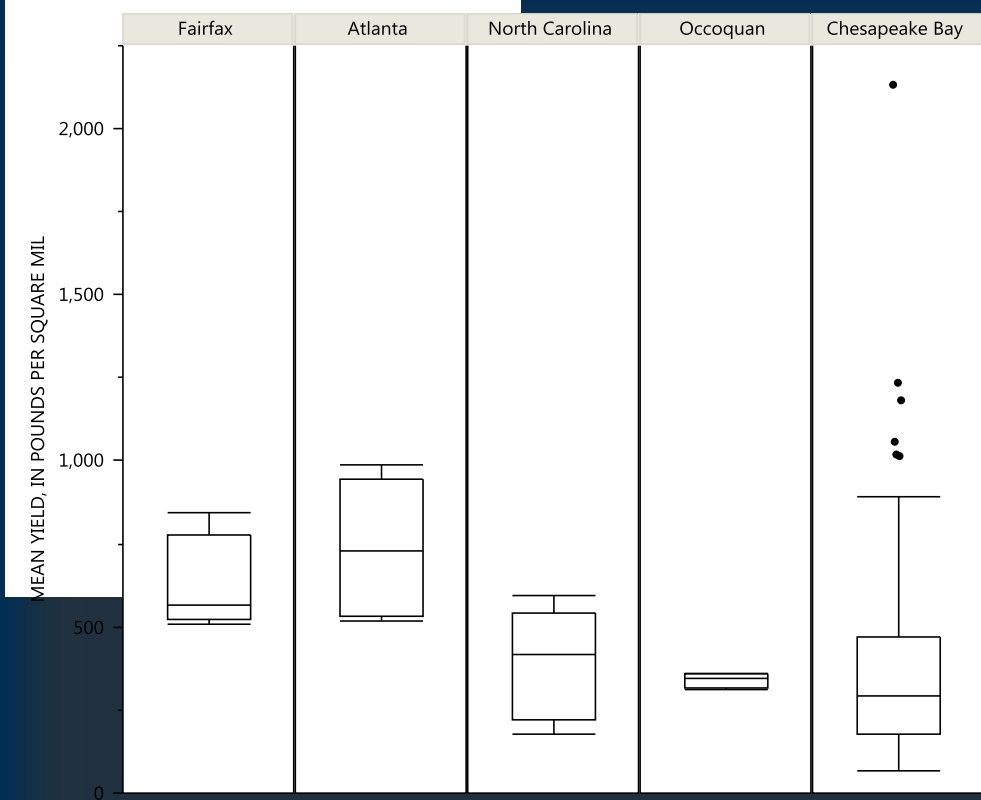 Fairfax
Atlanta
North Carolina
Occoquan
Chesapeake Bay
2,000
1,500
1,000
500
0
MEAN YIELD, IN POUNDS PER SQUARE MIL